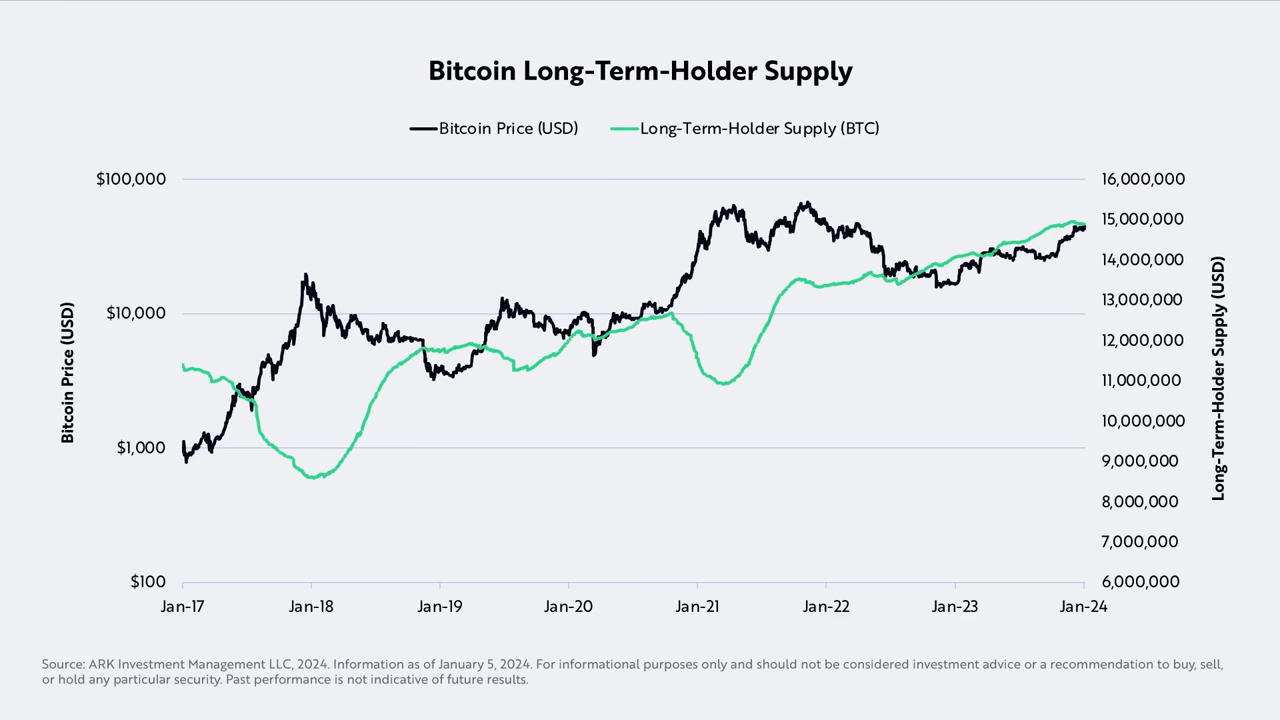 Bitcoin Long-Term-Holder Supply
Bitcoin Price (USD)
Long-Term-Holder Supply (BTC)
$100,000
$10,000
$1,000
$100
Bitcoin Price (USD)
16,000,000
15,000,000
14,000,000
13,000,000
12,000,000
11,000,000
10,000,000
9,000,000
8,000,000
7,000,000
6,000,000
Long-Term-Holder Supply (USD)
Jan-17
Jan-18
Jan-19
Jan-20
Jan-21
Jan-22
Jan-23
Jan-24
Source: ARK Investment Management LLC, 2024. Information as of January 5, 2024. For informational purposes only and should not be considered investment advice or a recommendation to buy, sell,
or hold any particular security. Past performance is not indicative of future results.